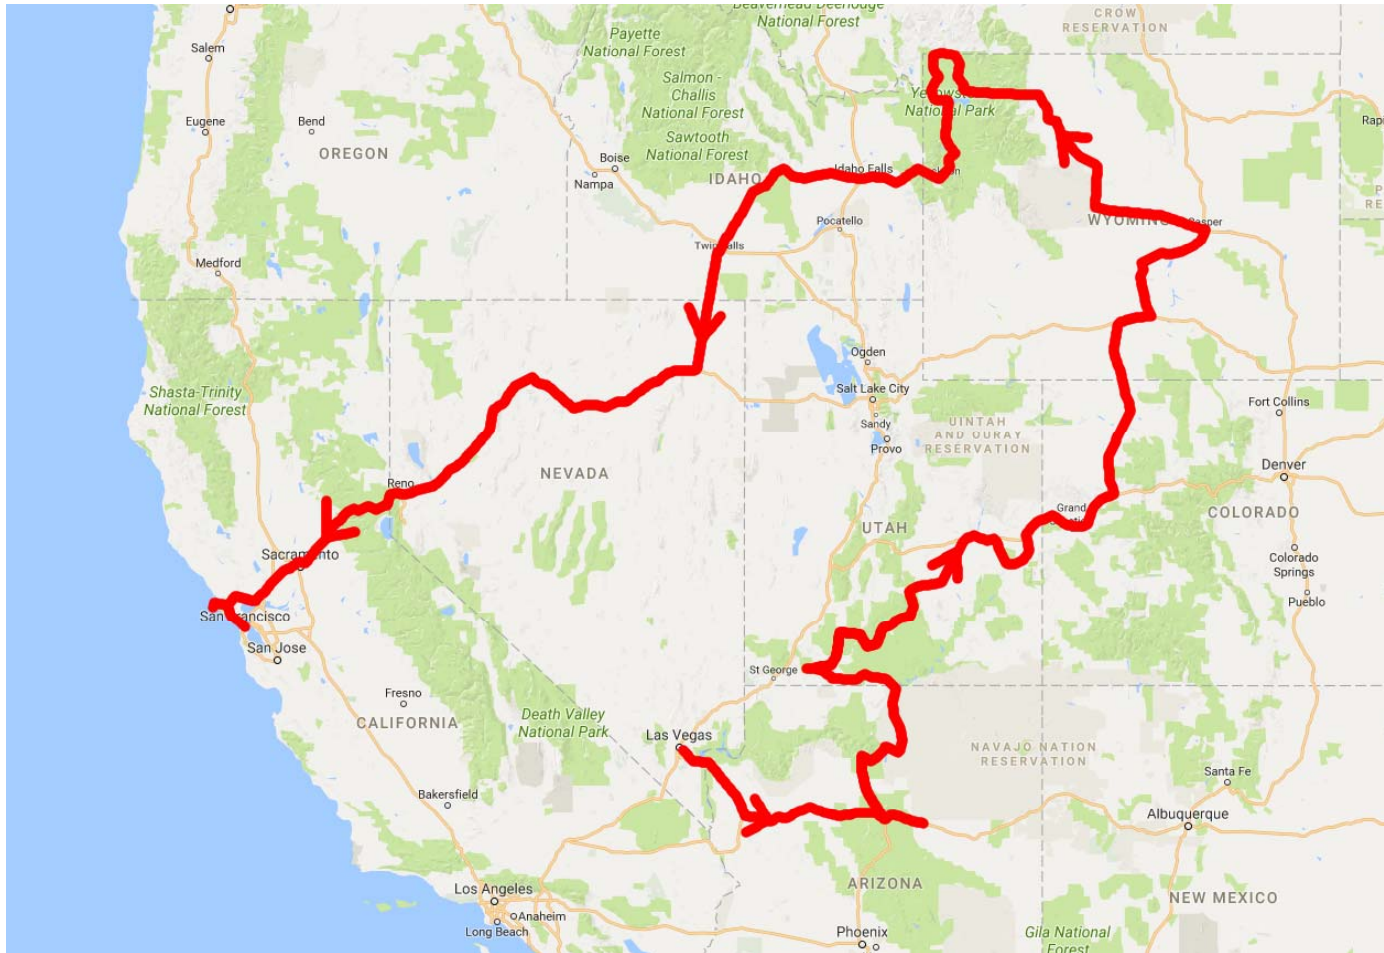 Beaverhead Deerlodge
National Forest
CROW
RESERVATION
Payette
National Forest
Salem
Salmon -
Challis
National Forest
National Park
Eugene
Bend
Sawtooth
National Forest
OREGON
Boise
Idaho Falls
Nampa
IDAHO
Pocatello
Casper
Medford
Ogden
Shasta-Trinity
National Forest
Salt Lake City
Fort Collins
Sandy
UINTAH
AND OURAY
RESERVATION
Provo
Denver
NEVADA
Reno
Grand
COLORADO
UTAH
Sacramento
Colorado
Springs
Pueblo
San Jose
St George
Fresno
CALIFORNIA
Death Valley
National Park
Las Vegas
NAVAJO NATION
RESERVATION
Santa Fe
Bakersfield
Albuquerque
Los Angeles
ARIZONA
Anaheim
Long Beach
NEW MEXICO
Phoenix
Gila National
Forest